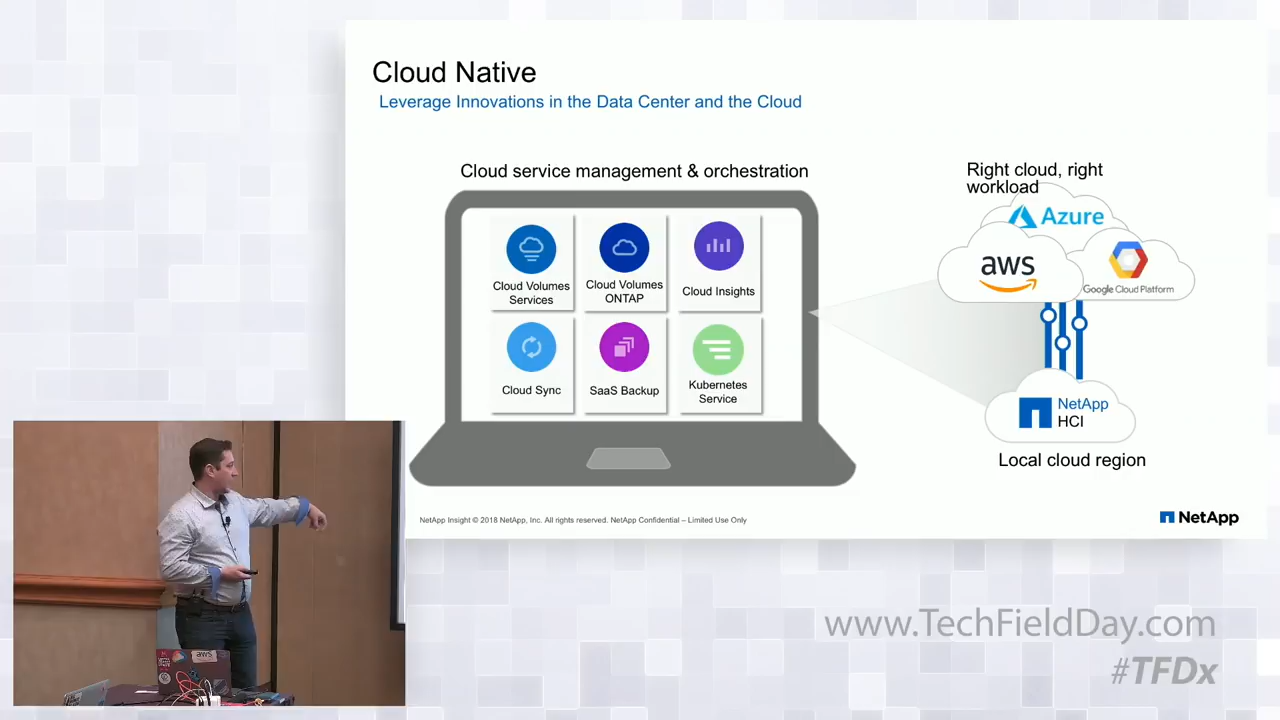 Cloud Native
Leverage Innovations in the Data Center and the Cloud
Cloud service management & orchestration
Cloud Volumes
Services
Cloud Volumes
ONTAP
Cloud Insights
Cloud Sync
SaaS Backup
Kubernetes
Service
Right cloud, right
workload
Azure
aws
Google Cloud Platform
NetApp
HCI
Local cloud region
NetApp Insight © 2018 NetApp, Inc. All rights reserved. NetApp Confidential – Limited Use Only
NetApp
aws
www.TechFieldDay.com
#TFDx